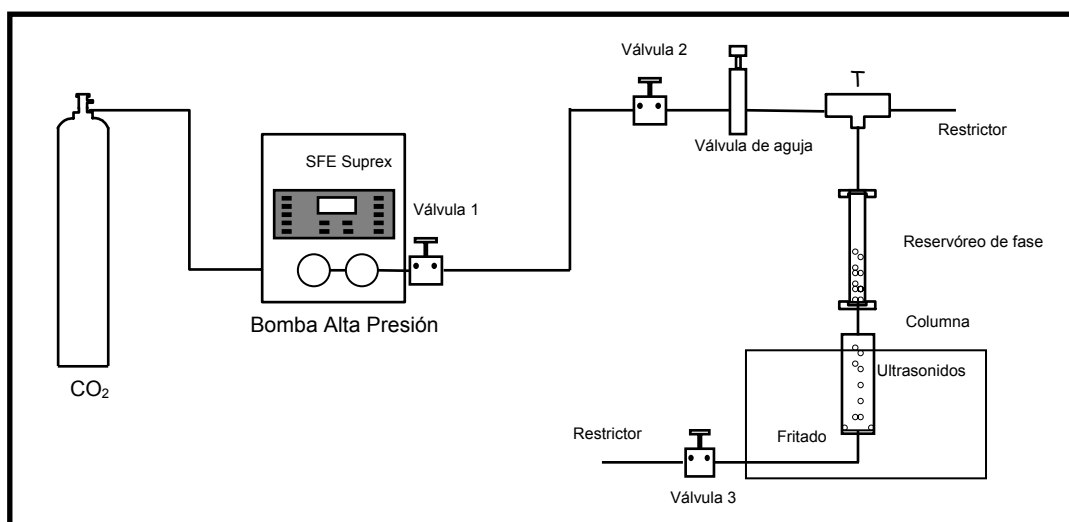 Válvula 2
T
Restrictor
Válvula de aguja
SFE Suprex
Válvula 1
Reservóreo de fase
Bomba Alta Presión
Columna
CO₂
Ultrasonidos
Restrictor
Fritado
Válvula 3